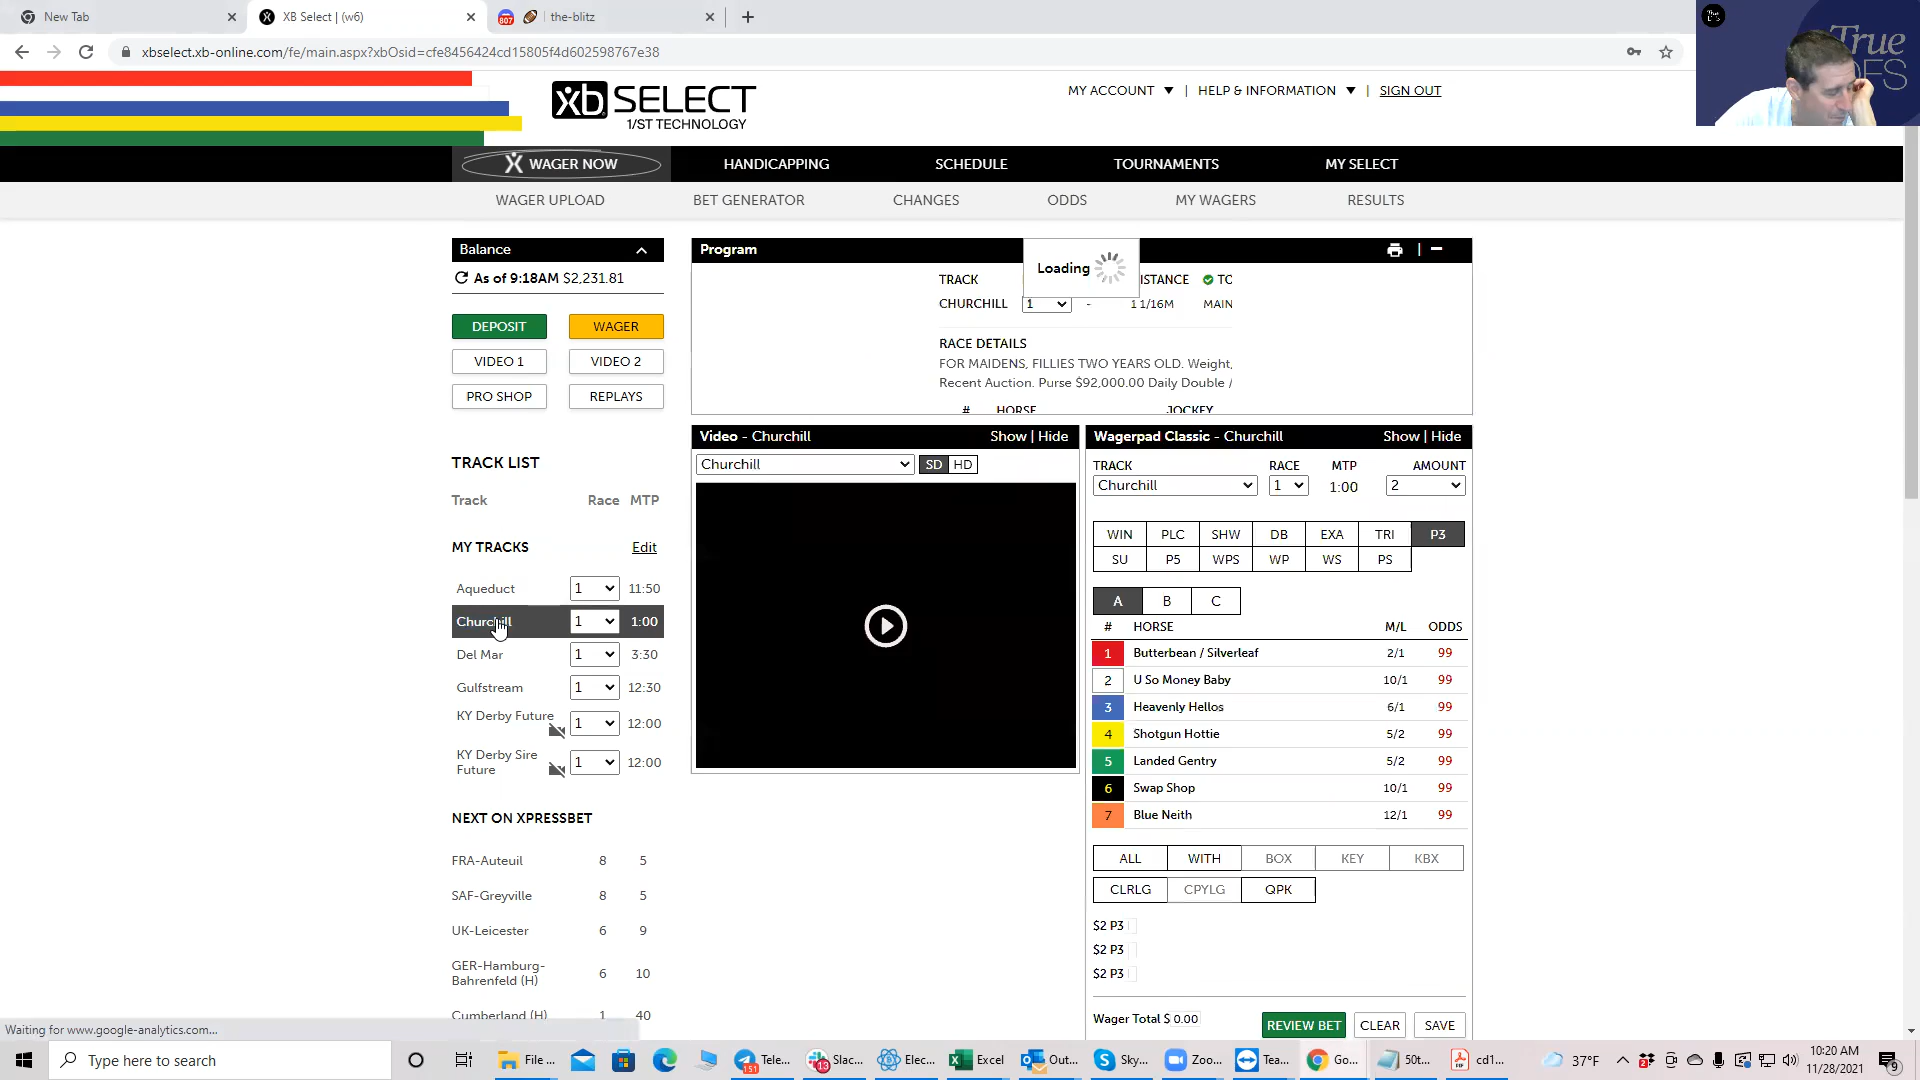 New Tab
XB Select | (w6)
807
the-blitz
xbselect.xb-online.com/fe/main.aspx?xbOsid=cfe8456424cd15805f4d602598767e38
True
xb SELECT
1/ST TECHNOLOGY
MY ACCOUNT ▼ | HELP & INFORMATION ▼ | SIGN OUT
X WAGER NOW HANDICAPPING SCHEDULE TOURNAMENTS MY SELECT
WAGER UPLOAD BET GENERATOR CHANGES ODDS MY WAGERS RESULTS
Balance
As of 9:18AM $2,231.81
DEPOSIT WAGER
VIDEO 1 VIDEO 2
PRO SHOP REPLAYS
TRACK LIST
Track Race MTP
MY TRACKS Edit
Aqueduct 1 11:50
Churchill 1 1:00
Del Mar 1 3:30
Gulfstream 1 12:30
KY Derby Future 1 12:00
KY Derby Sire
Future 1 12:00
NEXT ON XPRESSBET
FRA-Auteuil 8 5
SAF-Greyville 8 5
UK-Leicester 6 9
GER-Hamburg-
Bahrenfeld (H) 6 10
Cumberland (H) 1 40
Program
Loading
TRACK ISTANCE TC
CHURCHILL 1 - 1 1/16M MAIN
RACE DETAILS
FOR MAIDENS, FILLIES TWO YEARS OLD. Weight,
Recent Auction. Purse $92,000.00 Daily Double /
# HORSE JOCKEY
Video - Churchill Show | Hide
Churchill SD HD
Wagerpad Classic - Churchill Show | Hide
TRACK RACE MTP AMOUNT
Churchill 1 1:00 2
WIN PLC SHW DB EXA TRI P3
SU P5 WPS WP WS PS
A B C
# HORSE M/L ODDS
1 Butterbean / Silverleaf 2/1 99
2 U So Money Baby 10/1 99
3 Heavenly Hellos 6/1 99
4 Shotgun Hottie 5/2 99
5 Landed Gentry 5/2 99
6 Swap Shop 10/1 99
7 Blue Neith 12/1 99
ALL WITH BOX KEY KBX
CLRLG CPYLG QPK
$2 P3
$2 P3
$2 P3
Wager Total $ 0.00 REVIEW BET CLEAR SAVE
Waiting for www.google-analytics.com...
Type here to search
File ...
151 Tele...
13 Slac...
Elec...
Excel
Out...
Sky...
Zoo...
Tea...
Go...
50t...
cd1...
37°F
10:20 AM
11/28/2021
9